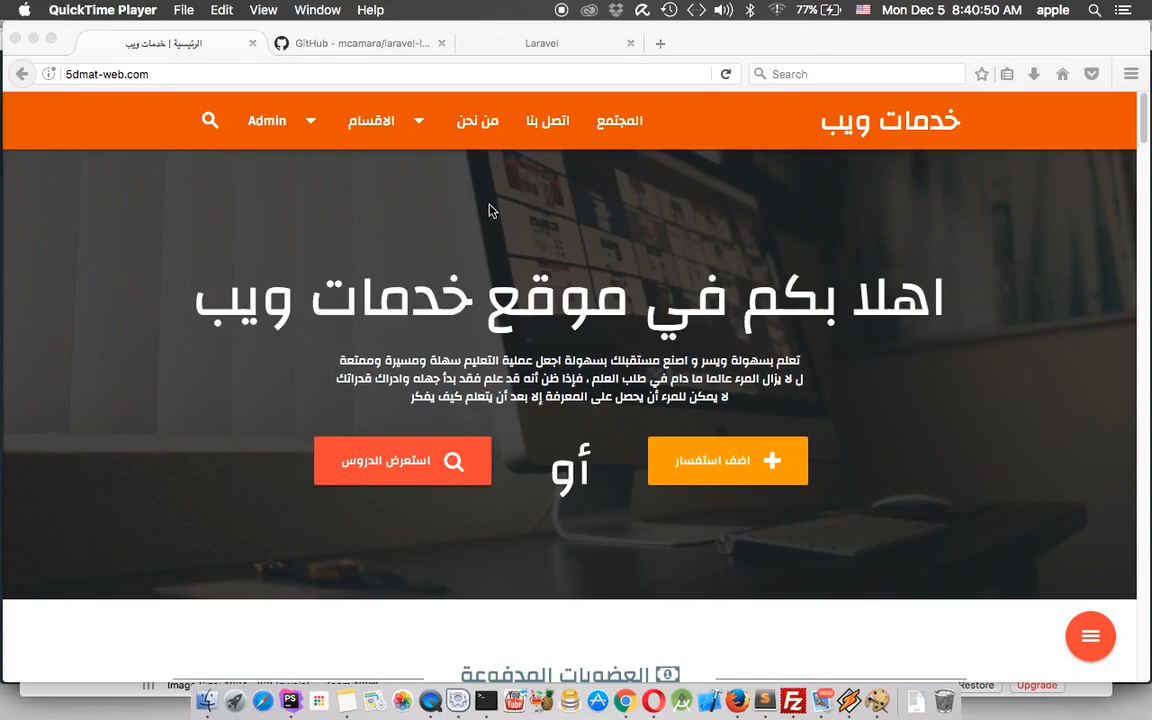 QuickTime Player File Edit View Window Help 77% Mon Dec 5 8:40:50 AM apple
الرئيسية | خدمات ويب
GitHub - mcamara/laravel-l...
Laravel
5dmat-web.com
Search
خدمات ويب
المجتمع
اتصل بنا
من نحن
الاقسام
Admin
اهلا بكم في موقع خدمات ويب
تعلم بسهولة ويسر و اصنع مستقبلك بسهولة اجعل عملية التعليم سهلة ومسيرة وممتعة
ل لا يزال المرء عالما ما دام في طلب العلم ، فإذا ظن أنه قد علم فقد بدأ جهله وادراك قدراتك
لا يمكن للمرء أن يحصل على المعرفة إلا بعد أن يتعلم كيف يفكر
اضف استفسار
أو
استعرض الدروس
العضويات المدفوعة
Restore
Upgrade